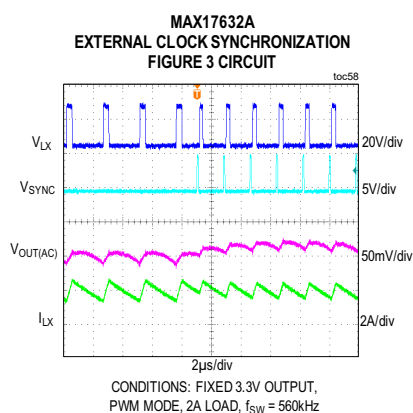 MAX17632A
EXTERNAL CLOCK SYNCHRONIZATION
FIGURE 3 CIRCUIT
toc58
VLX
20V/div
VSYNC
5V/div
VOUT(AC)
50mV/div
ILX
2A/div
2µs/div
CONDITIONS: FIXED 3.3V OUTPUT,
PWM MODE, 2A LOAD, fSW = 560kHz